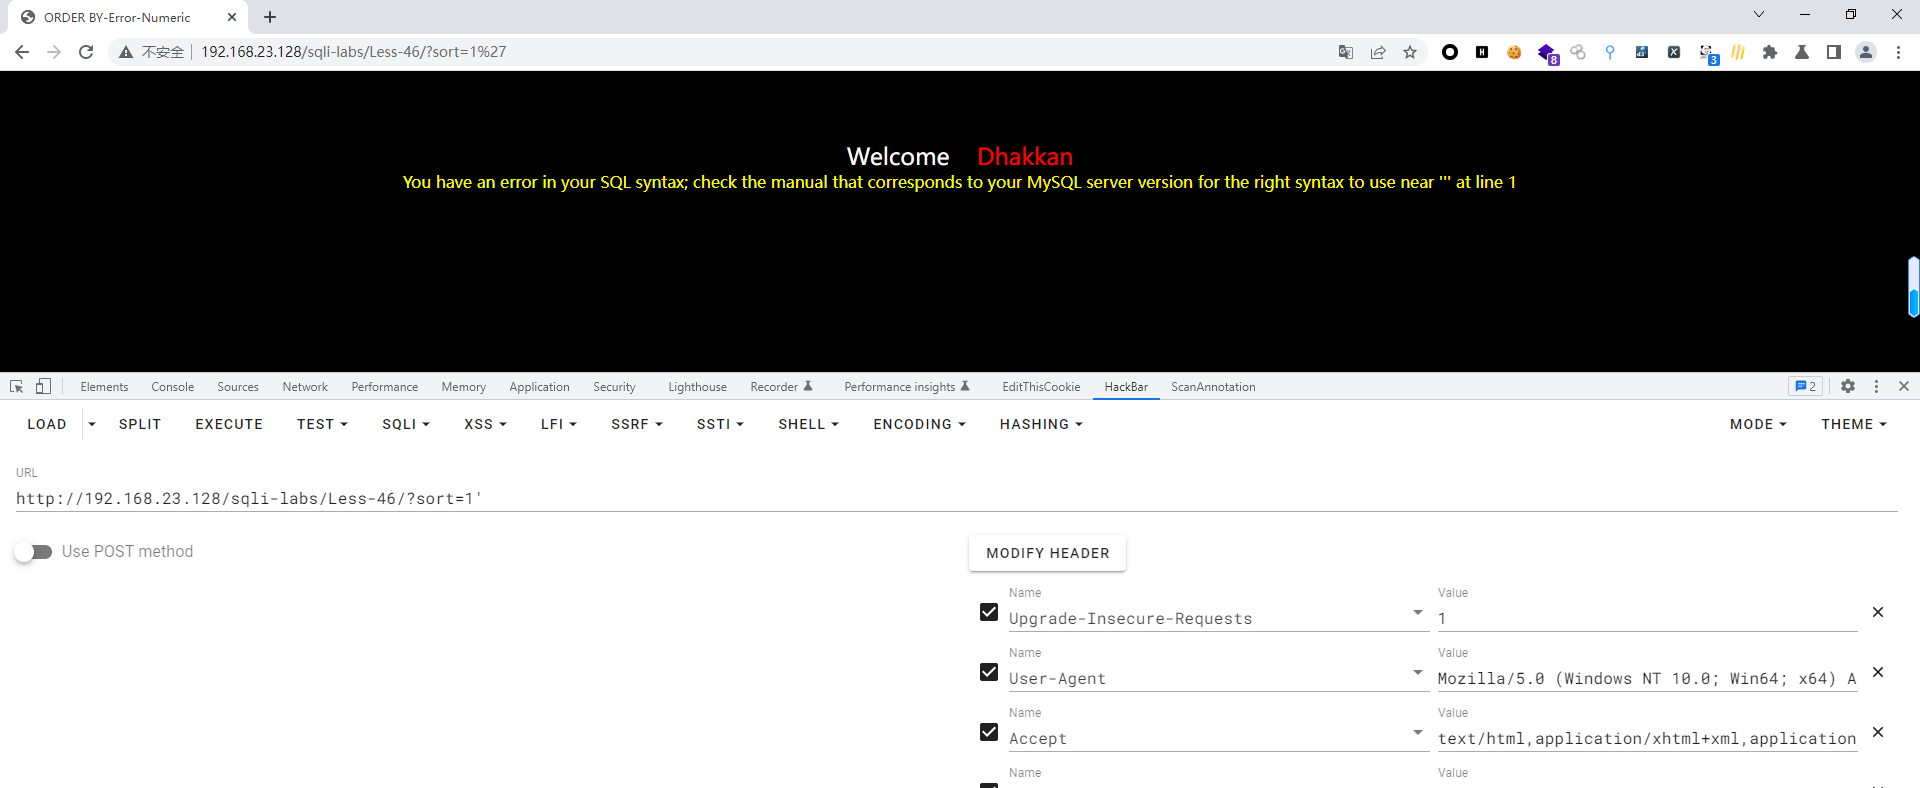 ORDER BY-Error-Numeric
不安全 192.168.23.128/sqli-labs/Less-46/?sort=1%27
8
3
Welcome Dhakkan
You have an error in your SQL syntax; check the manual that corresponds to your MySQL server version for the right syntax to use near ''' at line 1
Elements Console Sources Network Performance Memory Application Security Lighthouse Recorder Performance insights EditThisCookie HackBar ScanAnnotation 2
LOAD SPLIT EXECUTE TEST SQLI XSS LFI SSRF SSTI SHELL ENCODING HASHING MODE THEME
URL
http://192.168.23.128/sqli-labs/Less-46/?sort=1'
Use POST method
MODIFY HEADER
Name Value
Upgrade-Insecure-Requests 1
Name Value
User-Agent Mozilla/5.0 (Windows NT 10.0; Win64; x64) A
Name Value
Accept text/html,application/xhtml+xml,application
Name Value